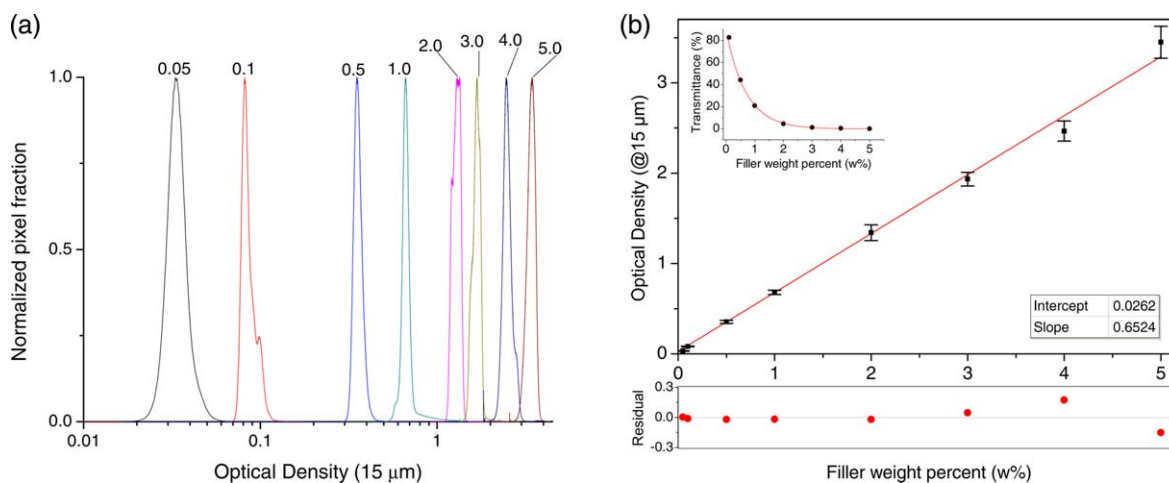 (a)
0.05
0.1
0.5
1.0
2.0
3.0
4.0
5.0
1.0
0.5
0.0
Normalized pixel fraction
0.01
0.1
1
Optical Density (15 μm)
(b)
Optical Density (@15 μm)
3
2
1
0
Transmittance (%)
80
60
40
20
0
0 1 2 3 4 5
Filler weight percent (w%)
Intercept 0.0262
Slope 0.6524
0 1 2 3 4 5
Residual
0.3
0.0
-0.3
Filler weight percent (w%)